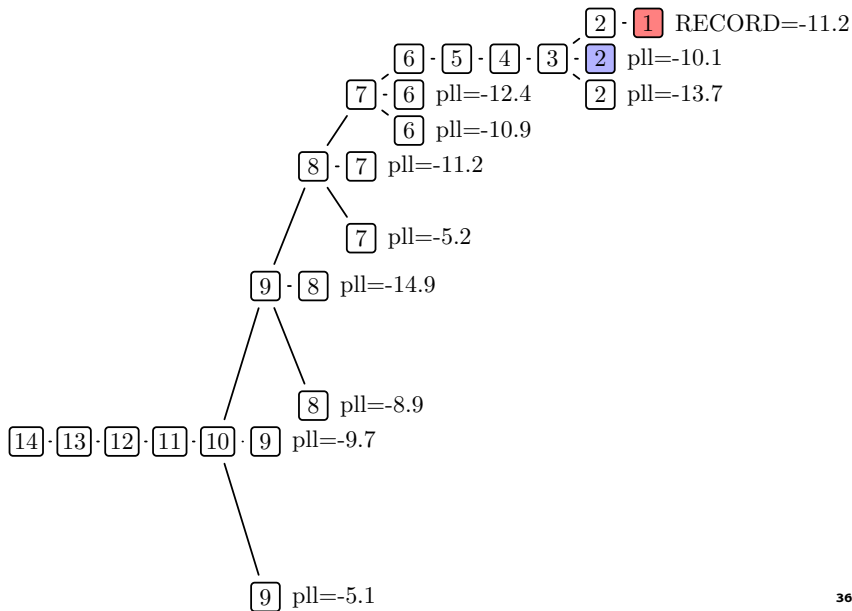 2 1 RECORD=-11.2
6 5 4 3 2 pll=-10.1
7 6 pll=-12.4 2 pll=-13.7
6 pll=-10.9
8 7 pll=-11.2
7 pll=-5.2
9 8 pll=-14.9
8 pll=-8.9
14 13 12 11 10 9 pll=-9.7
9 pll=-5.1
36